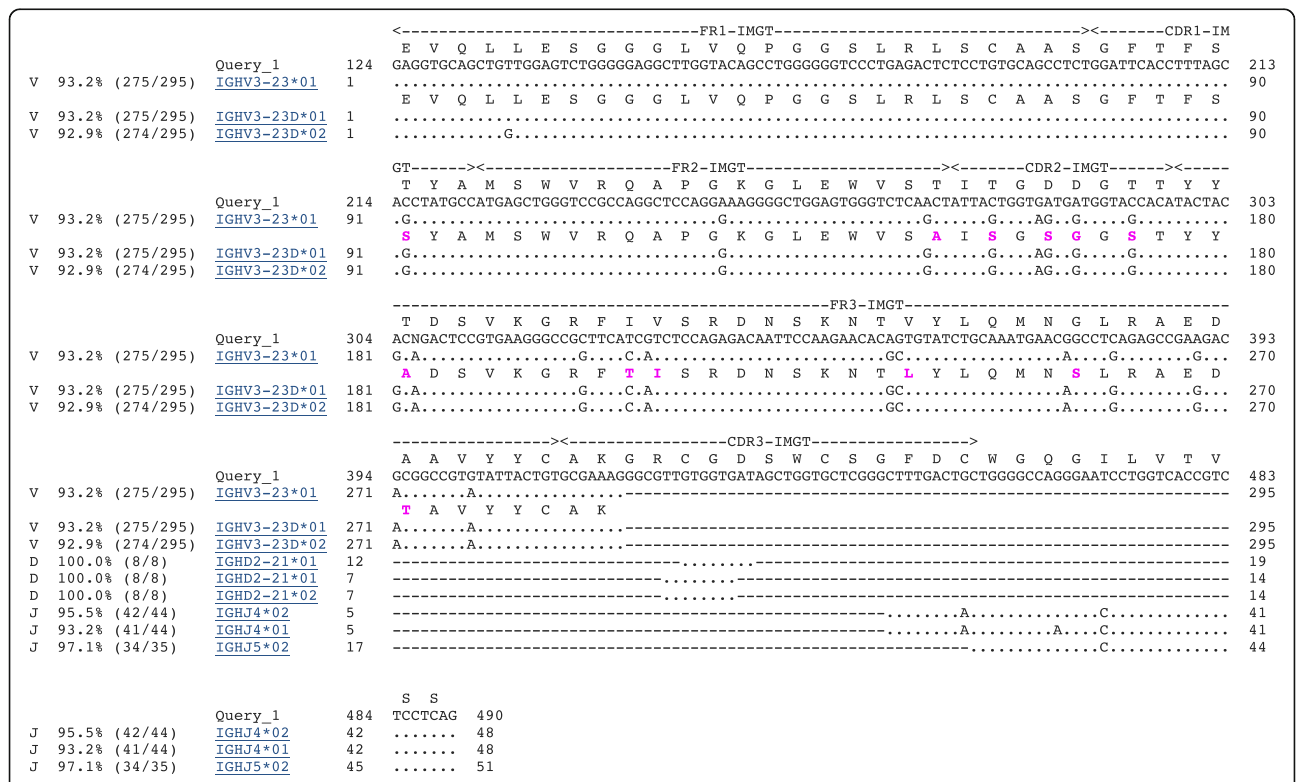 <------------------------------FR1-IMGT--------------------------------><-------CDR1-IM
E V Q L L E S G G G L V Q P G G S L R L S C A A S G F T F S
Query_1 124 GAGGTGCAGCTGTTGGAGTCTGGGGGAGGCTTGGTACAGCCTGGGGGGTCCCTGAGACTCTCCTGTGCAGCCTCTGGATTCACCTTTAGC 213
V 93.2% (275/295) IGHV3-23*01 1 .......................................................................................... 90
E V Q L L E S G G G L V Q P G G S L R L S C A A S G F T F S
V 93.2% (275/295) IGHV3-23D*01 1 .......................................................................................... 90
V 92.9% (274/295) IGHV3-23D*02 1 ............G............................................................................. 90
GT------><--------------------FR2-IMGT---------------------><-------CDR2-IMGT------><-----
T Y A M S W V R Q A P G K G L E W V S T I T G D D G T T Y Y
Query_1 214 ACCTATGCCATGAGCTGGGTCCGCCAGGCTCCAGGAAAGGGGCTGGAGTGGGTCTCAACTATTACTGGTGATGATGGTACCACATACTAC 303
V 93.2% (275/295) IGHV3-23*01 91 .G.................................G.....................G......G....AG..G.....G.......... 180
S Y A M S W V R Q A P G K G L E W V S A I S G S G G S T Y Y
V 93.2% (275/295) IGHV3-23D*01 91 .G.................................G.....................G......G....AG..G.....G.......... 180
V 92.9% (274/295) IGHV3-23D*02 91 .G.................................G.....................G......G....AG..G.....G.......... 180
-----------------------------------------------FR3-IMGT-----------------------------------
T D S V K G R F I V S R D N S K N T V Y L Q M N G L R A E D
Query_1 304 ACNGACTCCGTGAAGGGCCGCTTCATCGTCTCCAGAGACAATTCCAAGAACACAGTGTATCTGCAAATGAACGGCCTCAGAGCCGAAGAC 393
V 93.2% (275/295) IGHV3-23*01 181 G.A.................G....C.A.........................GC.................A....G........G... 270
A D S V K G R F T I S R D N S K N T L Y L Q M N S L R A E D
V 93.2% (275/295) IGHV3-23D*01 181 G.A.................G....C.A.........................GC.................A....G........G... 270
V 92.9% (274/295) IGHV3-23D*02 181 G.A.................G....C.A.........................GC.................A....G........G... 270
-----------------><-----------------CDR3-IMGT----------------->
A A V Y Y C A K G R C G D S W C S G F D C W G Q G I L V T V
Query_1 394 GCGGCCGTGTATTACTGTGCGAAAGGGCGTTGTGGTGATAGCTGGTGCTCGGGCTTTGACTGCTGGGGCCAGGGAATCCTGGTCACCGTC 483
V 93.2% (275/295) IGHV3-23*01 271 A.......A................----------------------------------------------------------------- 295
T A V Y Y C A K
V 93.2% (275/295) IGHV3-23D*01 271 A.......A................----------------------------------------------------------------- 295
V 92.9% (274/295) IGHV3-23D*02 271 A.......A................----------------------------------------------------------------- 295
D 100.0% (8/8) IGHD2-21*01 12 -------------------------------........--------------------------------------------------- 19
D 100.0% (8/8) IGHD2-21*01 7 -----------------------------........----------------------------------------------------- 14
D 100.0% (8/8) IGHD2-21*02 7 -----------------------------........----------------------------------------------------- 14
J 95.5% (42/44) IGHJ4*02 5 -----------------------------------------------------........A..............C............. 41
J 93.2% (41/44) IGHJ4*01 5 -----------------------------------------------------........A.........A....C............. 41
J 97.1% (34/35) IGHJ5*02 17 --------------------------------------------------------------..............C............. 44
S S
Query_1 484 TCCTCAG 490
J 95.5% (42/44) IGHJ4*02 42 ....... 48
J 93.2% (41/44) IGHJ4*01 42 ....... 48
J 97.1% (34/35) IGHJ5*02 45 ....... 51